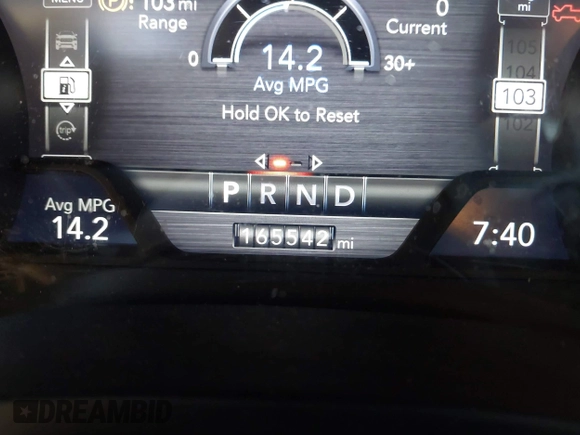 MENU
103 mi
Range
0
Current
mi
0
14.2
30+
Avg MPG
Hold OK to Reset
105
104
103
102
trip
P R N D
Avg MPG
14.2
165542 mi
7:40
DREAMBID